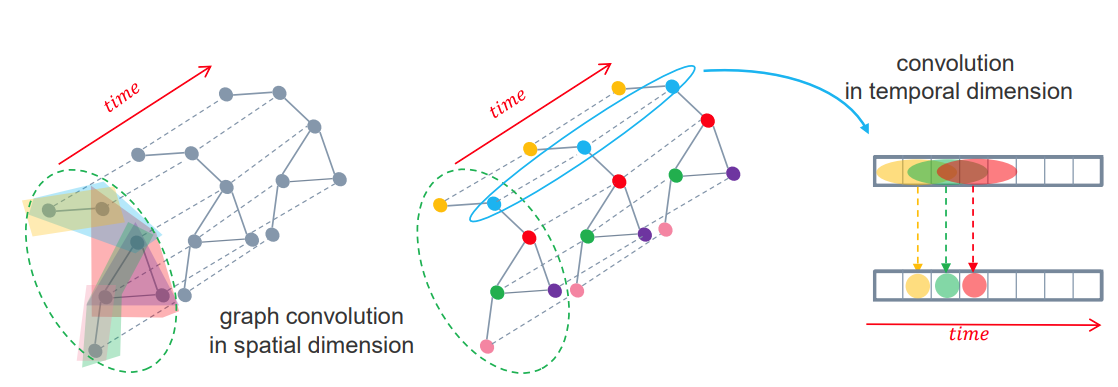 time
graph convolution
in spatial dimension
time
convolution
in temporal dimension
time